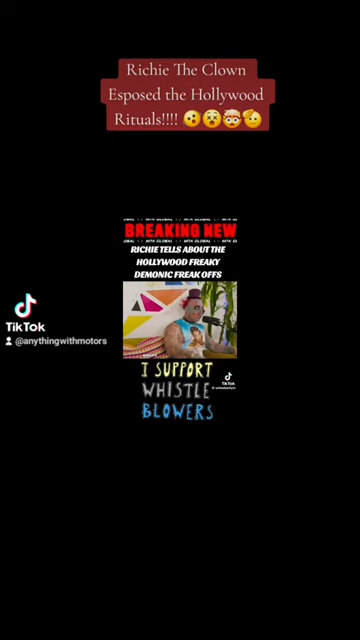 Richie The Clown
Esposed the Hollywood
Rituals!!!! 😮😵🤯🫡
BREAKING NEW
RICHIE TELLS ABOUT THE
HOLLYWOOD FREAKY
DEMONIC FREAK OFFS
I SUPPORT
WHISTLE
BLOWERS
TikTok
TikTok
@anythingwithmotors